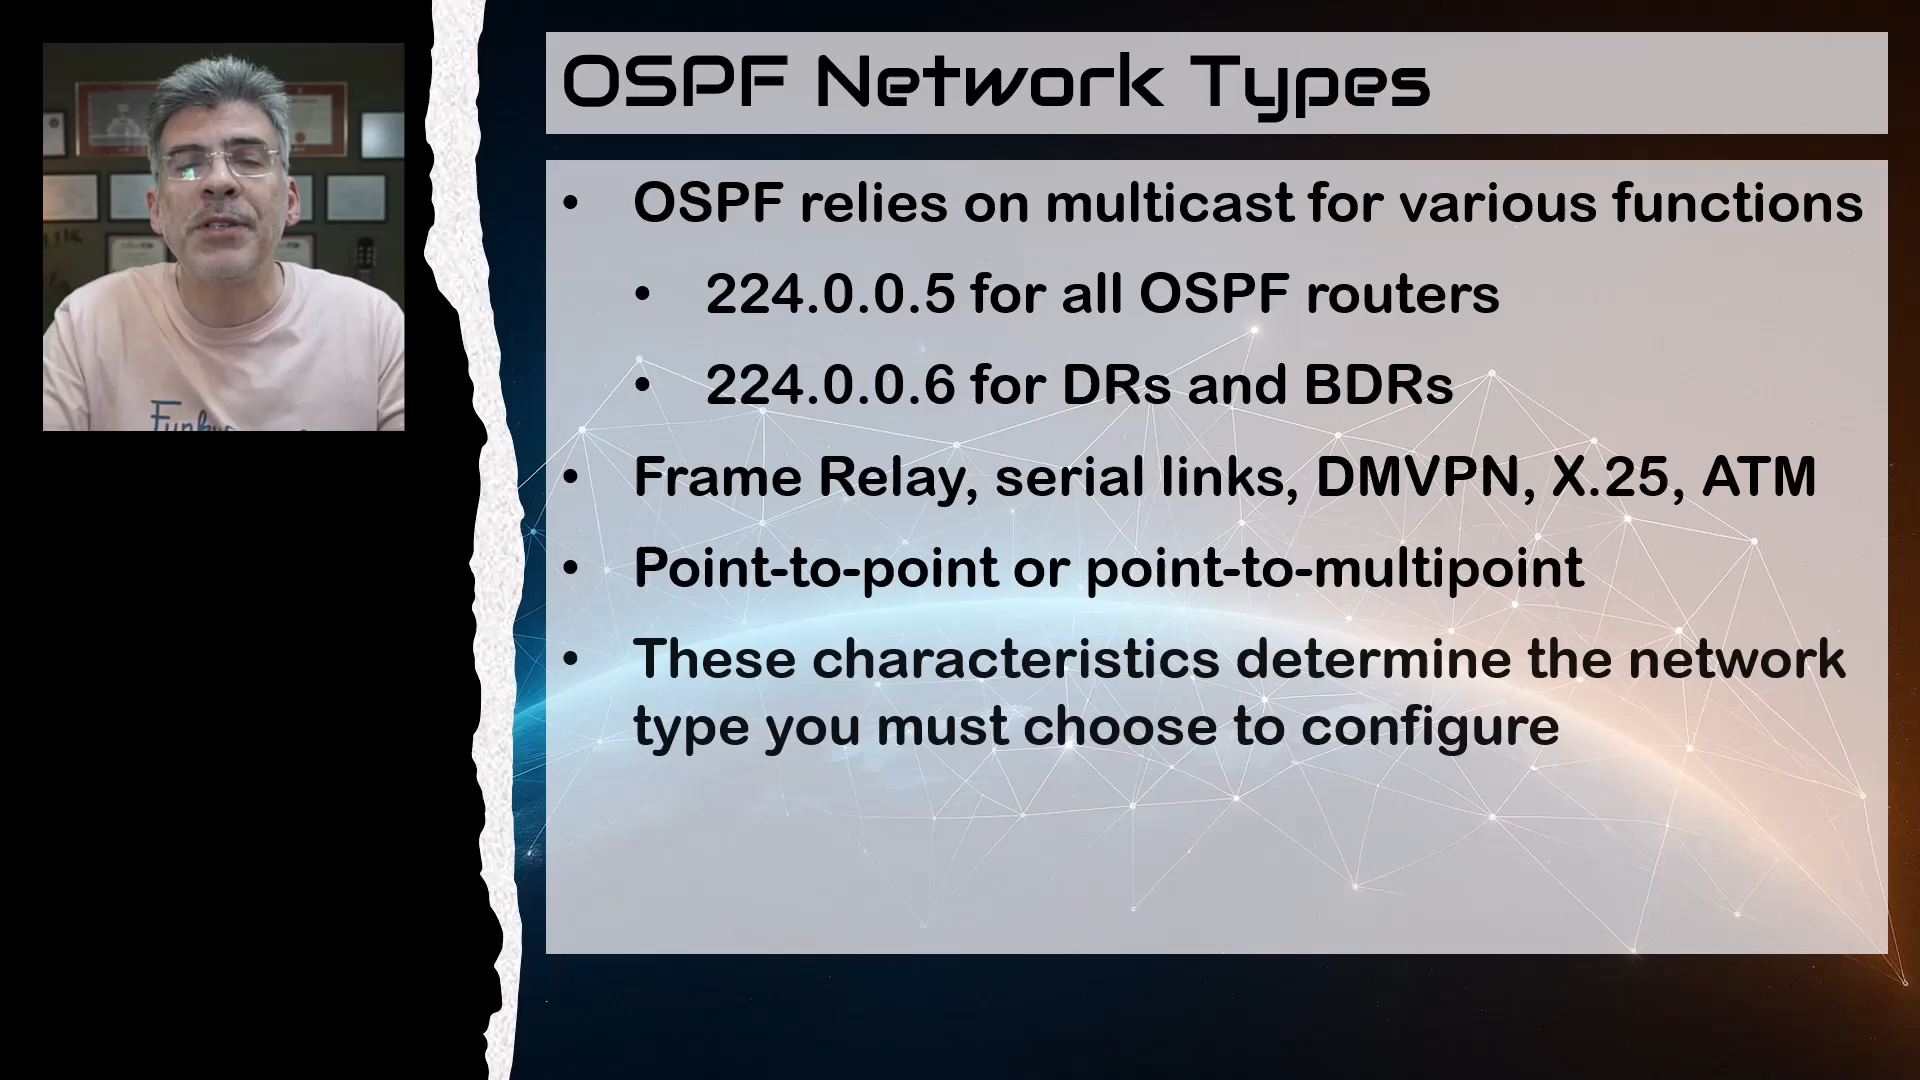 OSPF Network Types
• OSPF relies on multicast for various functions
• 224.0.0.5 for all OSPF routers
• 224.0.0.6 for DRs and BDRs
• Frame Relay, serial links, DMVPN, X.25, ATM
• Point-to-point or point-to-multipoint
• These characteristics determine the network
type you must choose to configure